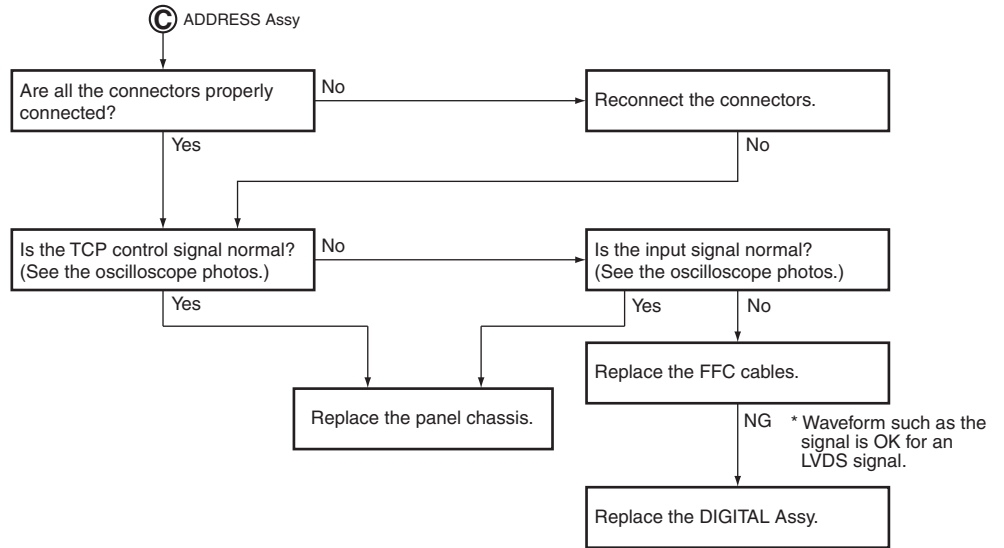 C ADDRESS Assy
Are all the connectors properly
connected?
No
Reconnect the connectors.
Yes
No
Is the TCP control signal normal?
(See the oscilloscope photos.)
No
Is the input signal normal?
(See the oscilloscope photos.)
Yes
Yes
No
Replace the panel chassis.
Replace the FFC cables.
NG
* Waveform such as the
signal is OK for an
LVDS signal.
Replace the DIGITAL Assy.